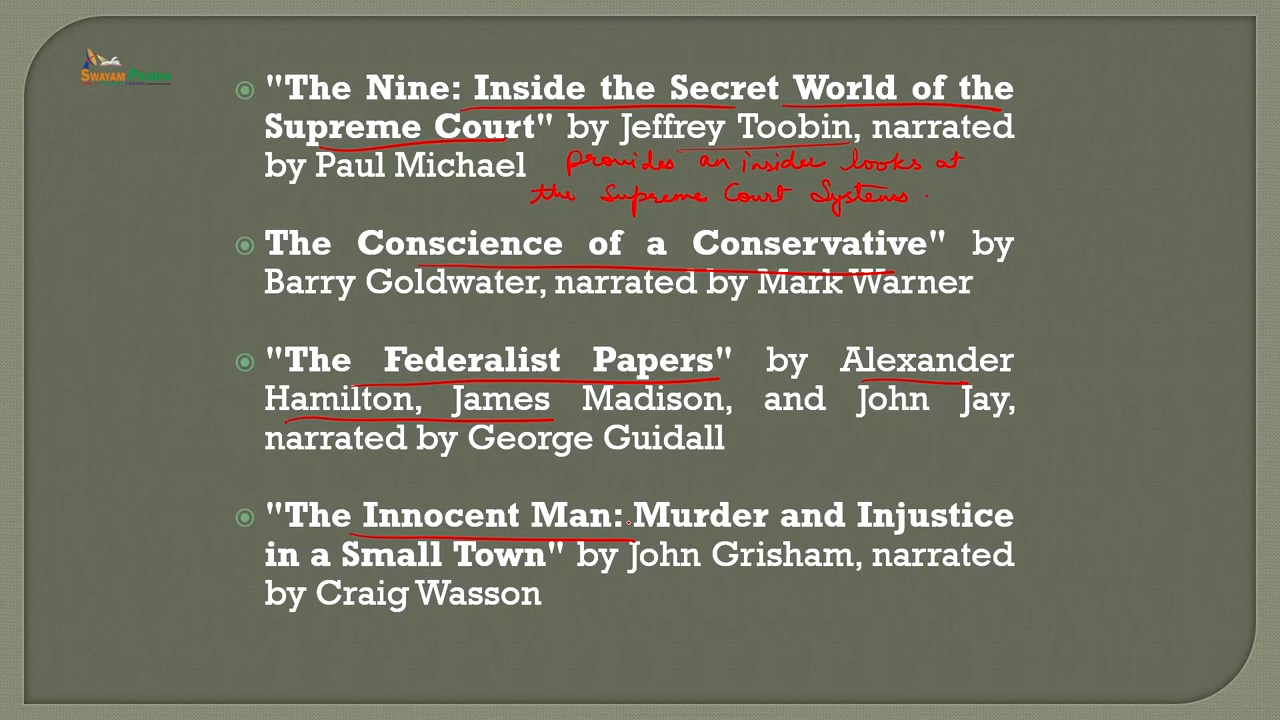 SWAYAM PRABHA
"The Nine: Inside the Secret World of the
Supreme Court" by Jeffrey Toobin, narrated
by Paul Michael
provides an insider looks at
the Supreme Court Systems.
The Conscience of a Conservative" by
Barry Goldwater, narrated by Mark Warner
"The Federalist Papers" by Alexander
Hamilton, James Madison, and John Jay,
narrated by George Guidall
"The Innocent Man: Murder and Injustice
in a Small Town" by John Grisham, narrated
by Craig Wasson